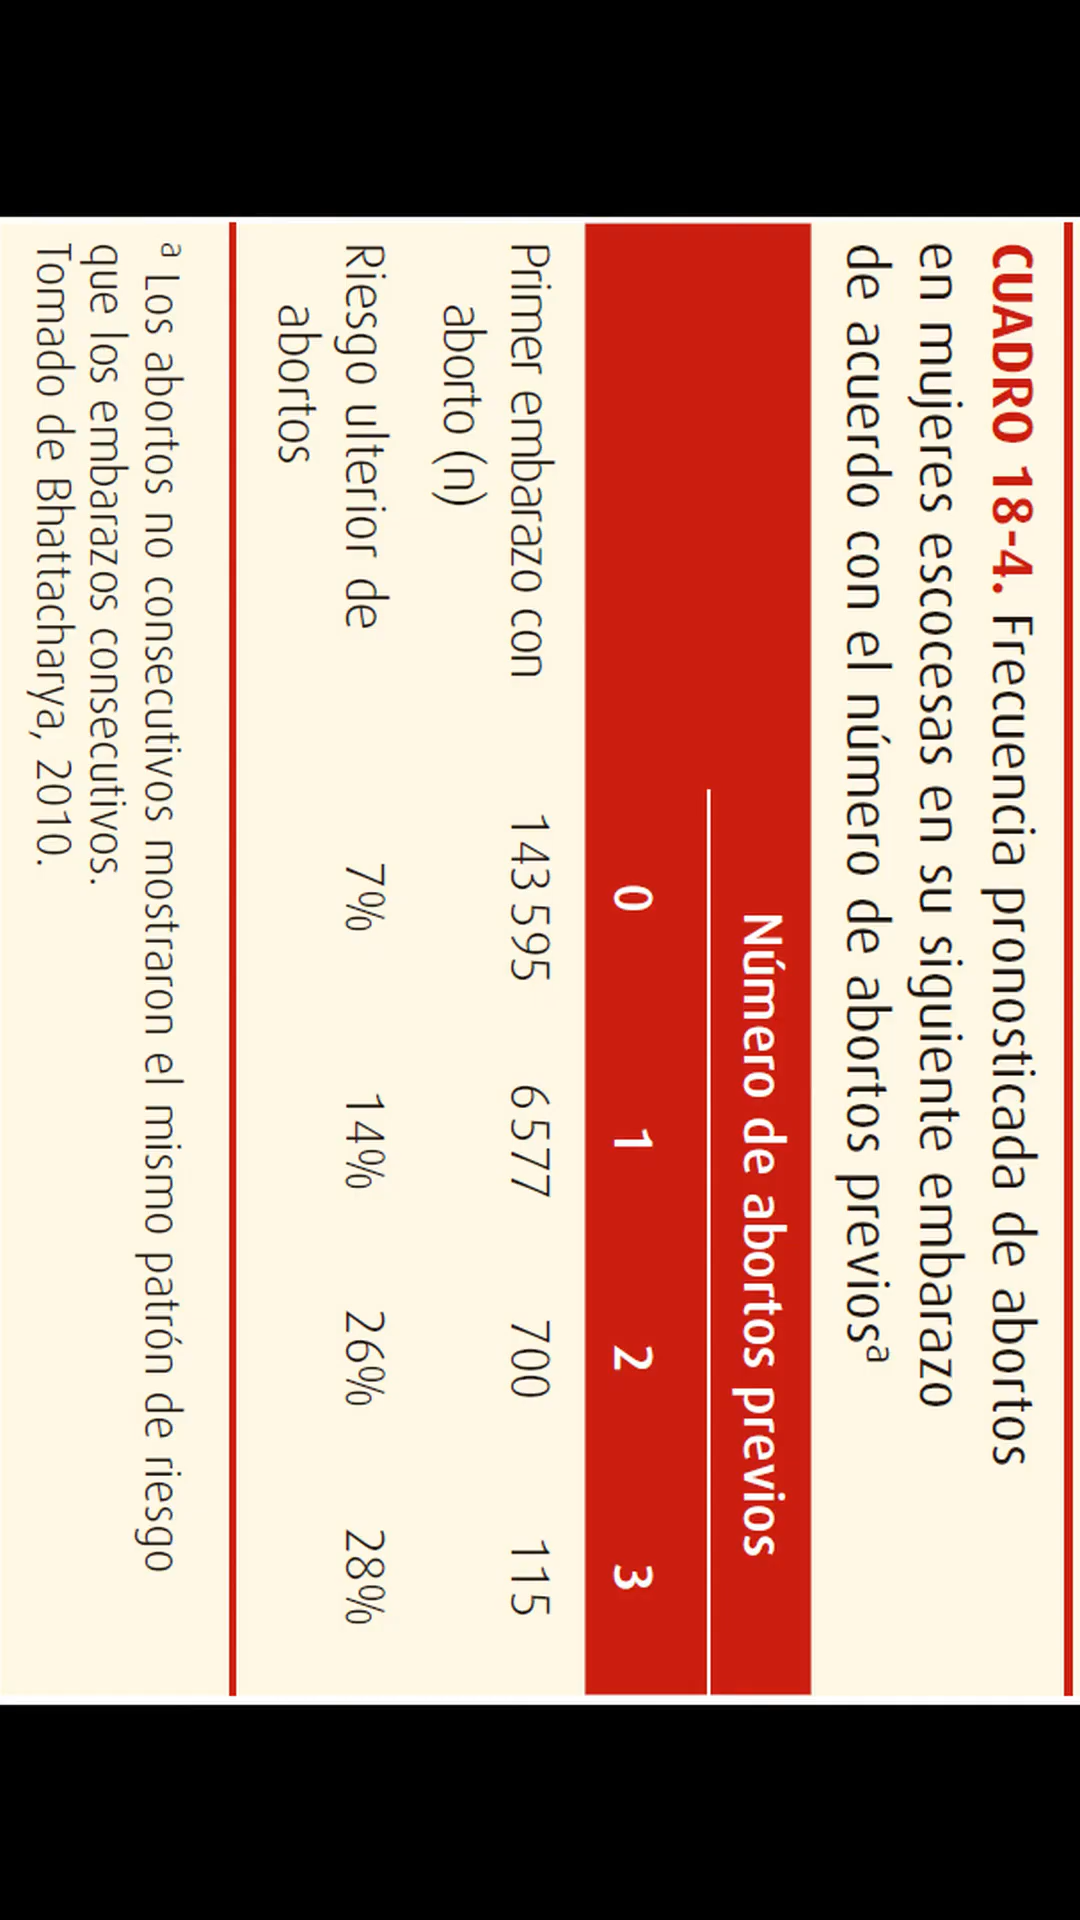 CUADRO 18-4. Frecuencia pronosticada de abortos
en mujeres escocesas en su siguiente embarazo
de acuerdo con el número de abortos previosª
Número de abortos previos
0 1 2 3
Primer embarazo con 143 595 6 577 700 115
aborto (n)
Riesgo ulterior de 7% 14% 26% 28%
abortos
ª Los abortos no consecutivos mostraron el mismo patrón de riesgo
que los embarazos consecutivos.
Tomado de Bhattacharya, 2010.